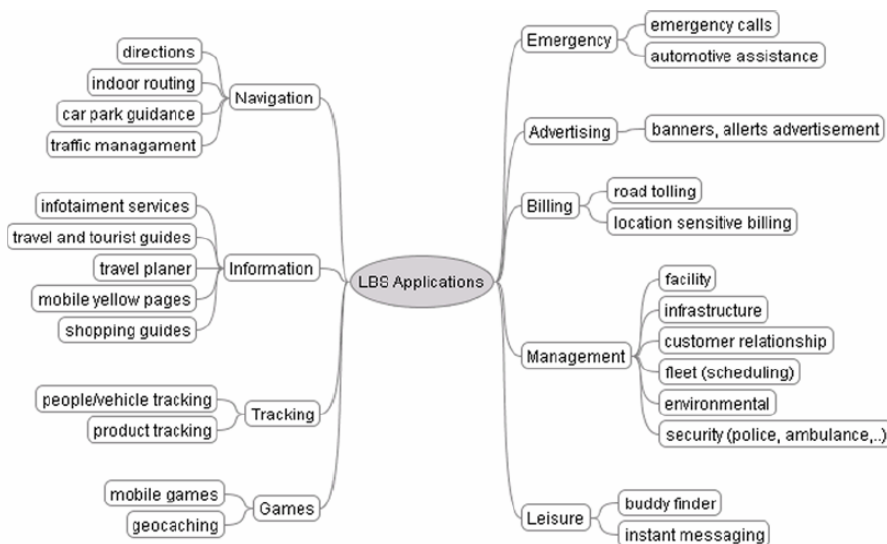 directions
indoor routing
car park guidance
traffic managament
Navigation
infotaiment services
travel and tourist guides
travel planer
mobile yellow pages
shopping guides
Information
people/vehicle tracking
product tracking
Tracking
mobile games
geocaching
Games
LBS Applications
Emergency
emergency calls
automotive assistance
Advertising
banners, allerts advertisement
Billing
road tolling
location sensitive billing
Management
facility
infrastructure
customer relationship
fleet (scheduling)
environmental
security (police, ambulance,..)
Leisure
buddy finder
instant messaging